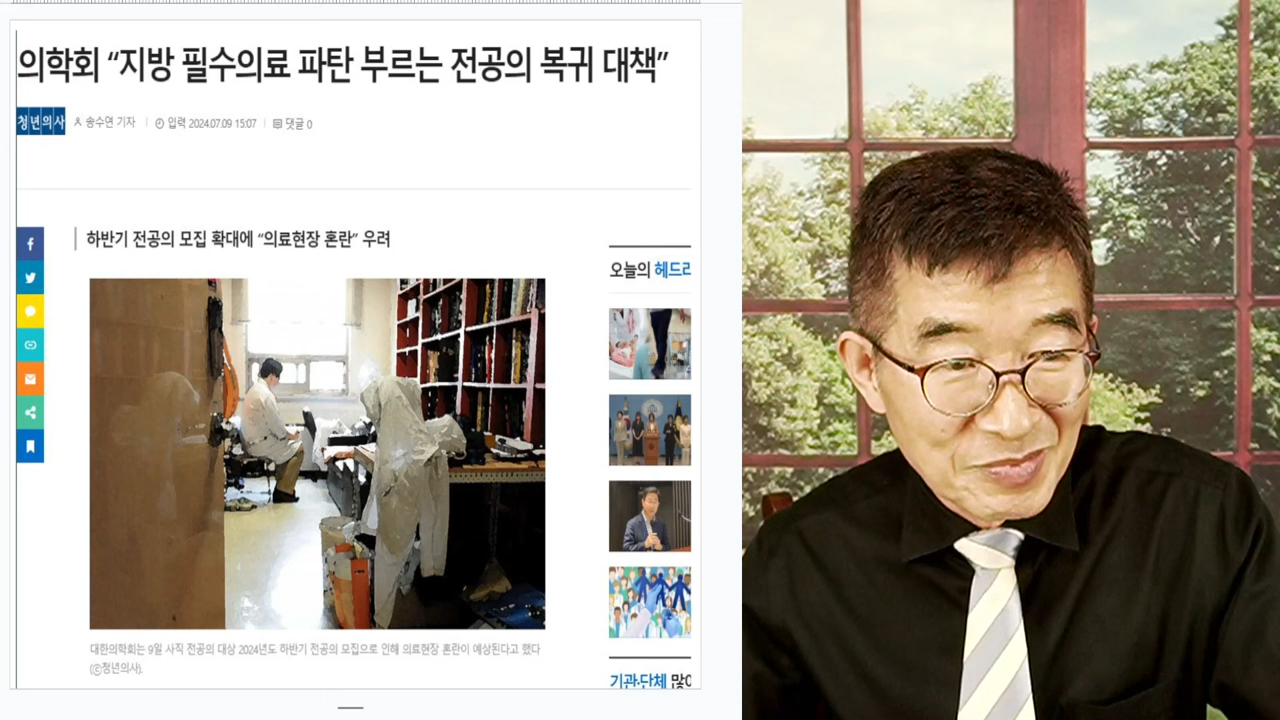 의학회 “지방 필수의료 파탄 부르는 전공의 복귀 대책”
청년의사 송수연 기자 입력 2024.07.09 15:07 댓글 0
하반기 전공의 모집 확대에 “의료현장 혼란” 우려
오늘의 헤드라
대한의학회는 9일 사직 전공의 대상 2024년도 하반기 전공의 모집으로 인해 의료현장 혼란이 예상된다고 했다
(ⓒ청년의사).
기관·단체 많이